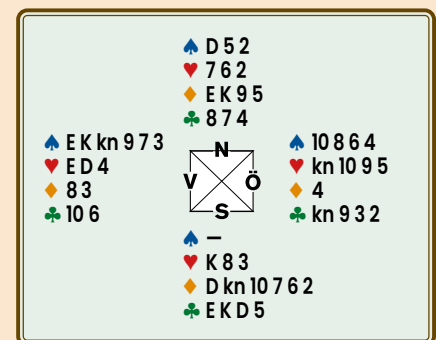 ♠ D 5 2
♥ 7 6 2
♦ E K 9 5
♣ 8 7 4
♠ E K kn 9 7 3
♥ E D 4
♦ 8 3
♣ 10 6
N
V Ö
S
♠ 10 8 6 4
♥ kn 10 9 5
♦ 4
♣ kn 9 3 2
♠ –
♥ K 8 3
♦ D kn 10 7 6 2
♣ E K D 5